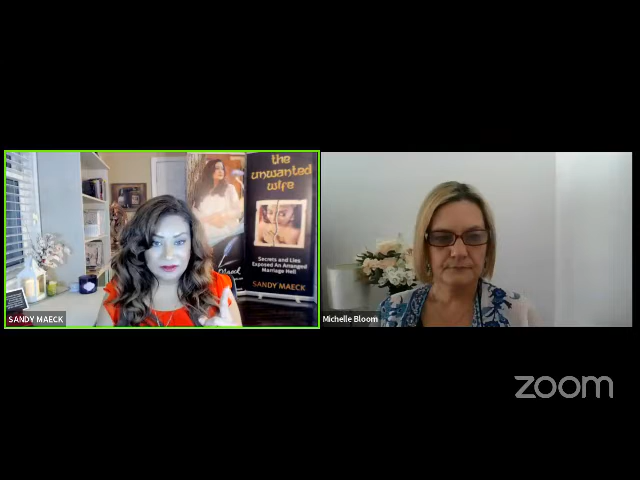 the
unwanted
wife
Secrets and Lies
Exposed An Arranged
Marriage Hell
SANDY MAECK
SANDY MAECK
Michelle Bloom
zoom